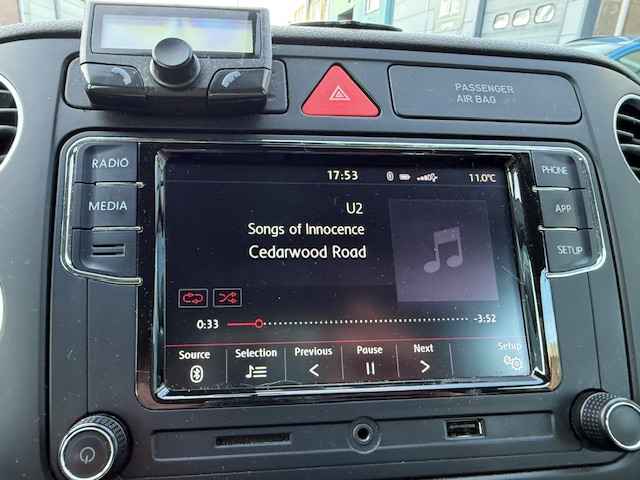 PASSENGER
AIR BAG
RADIO
MEDIA
PHONE
APP
SETUP
17:53
11.0°C
U2
Songs of Innocence
Cedarwood Road
0:33
-3:52
Source
Selection
Previous
Pause
Next
Setup